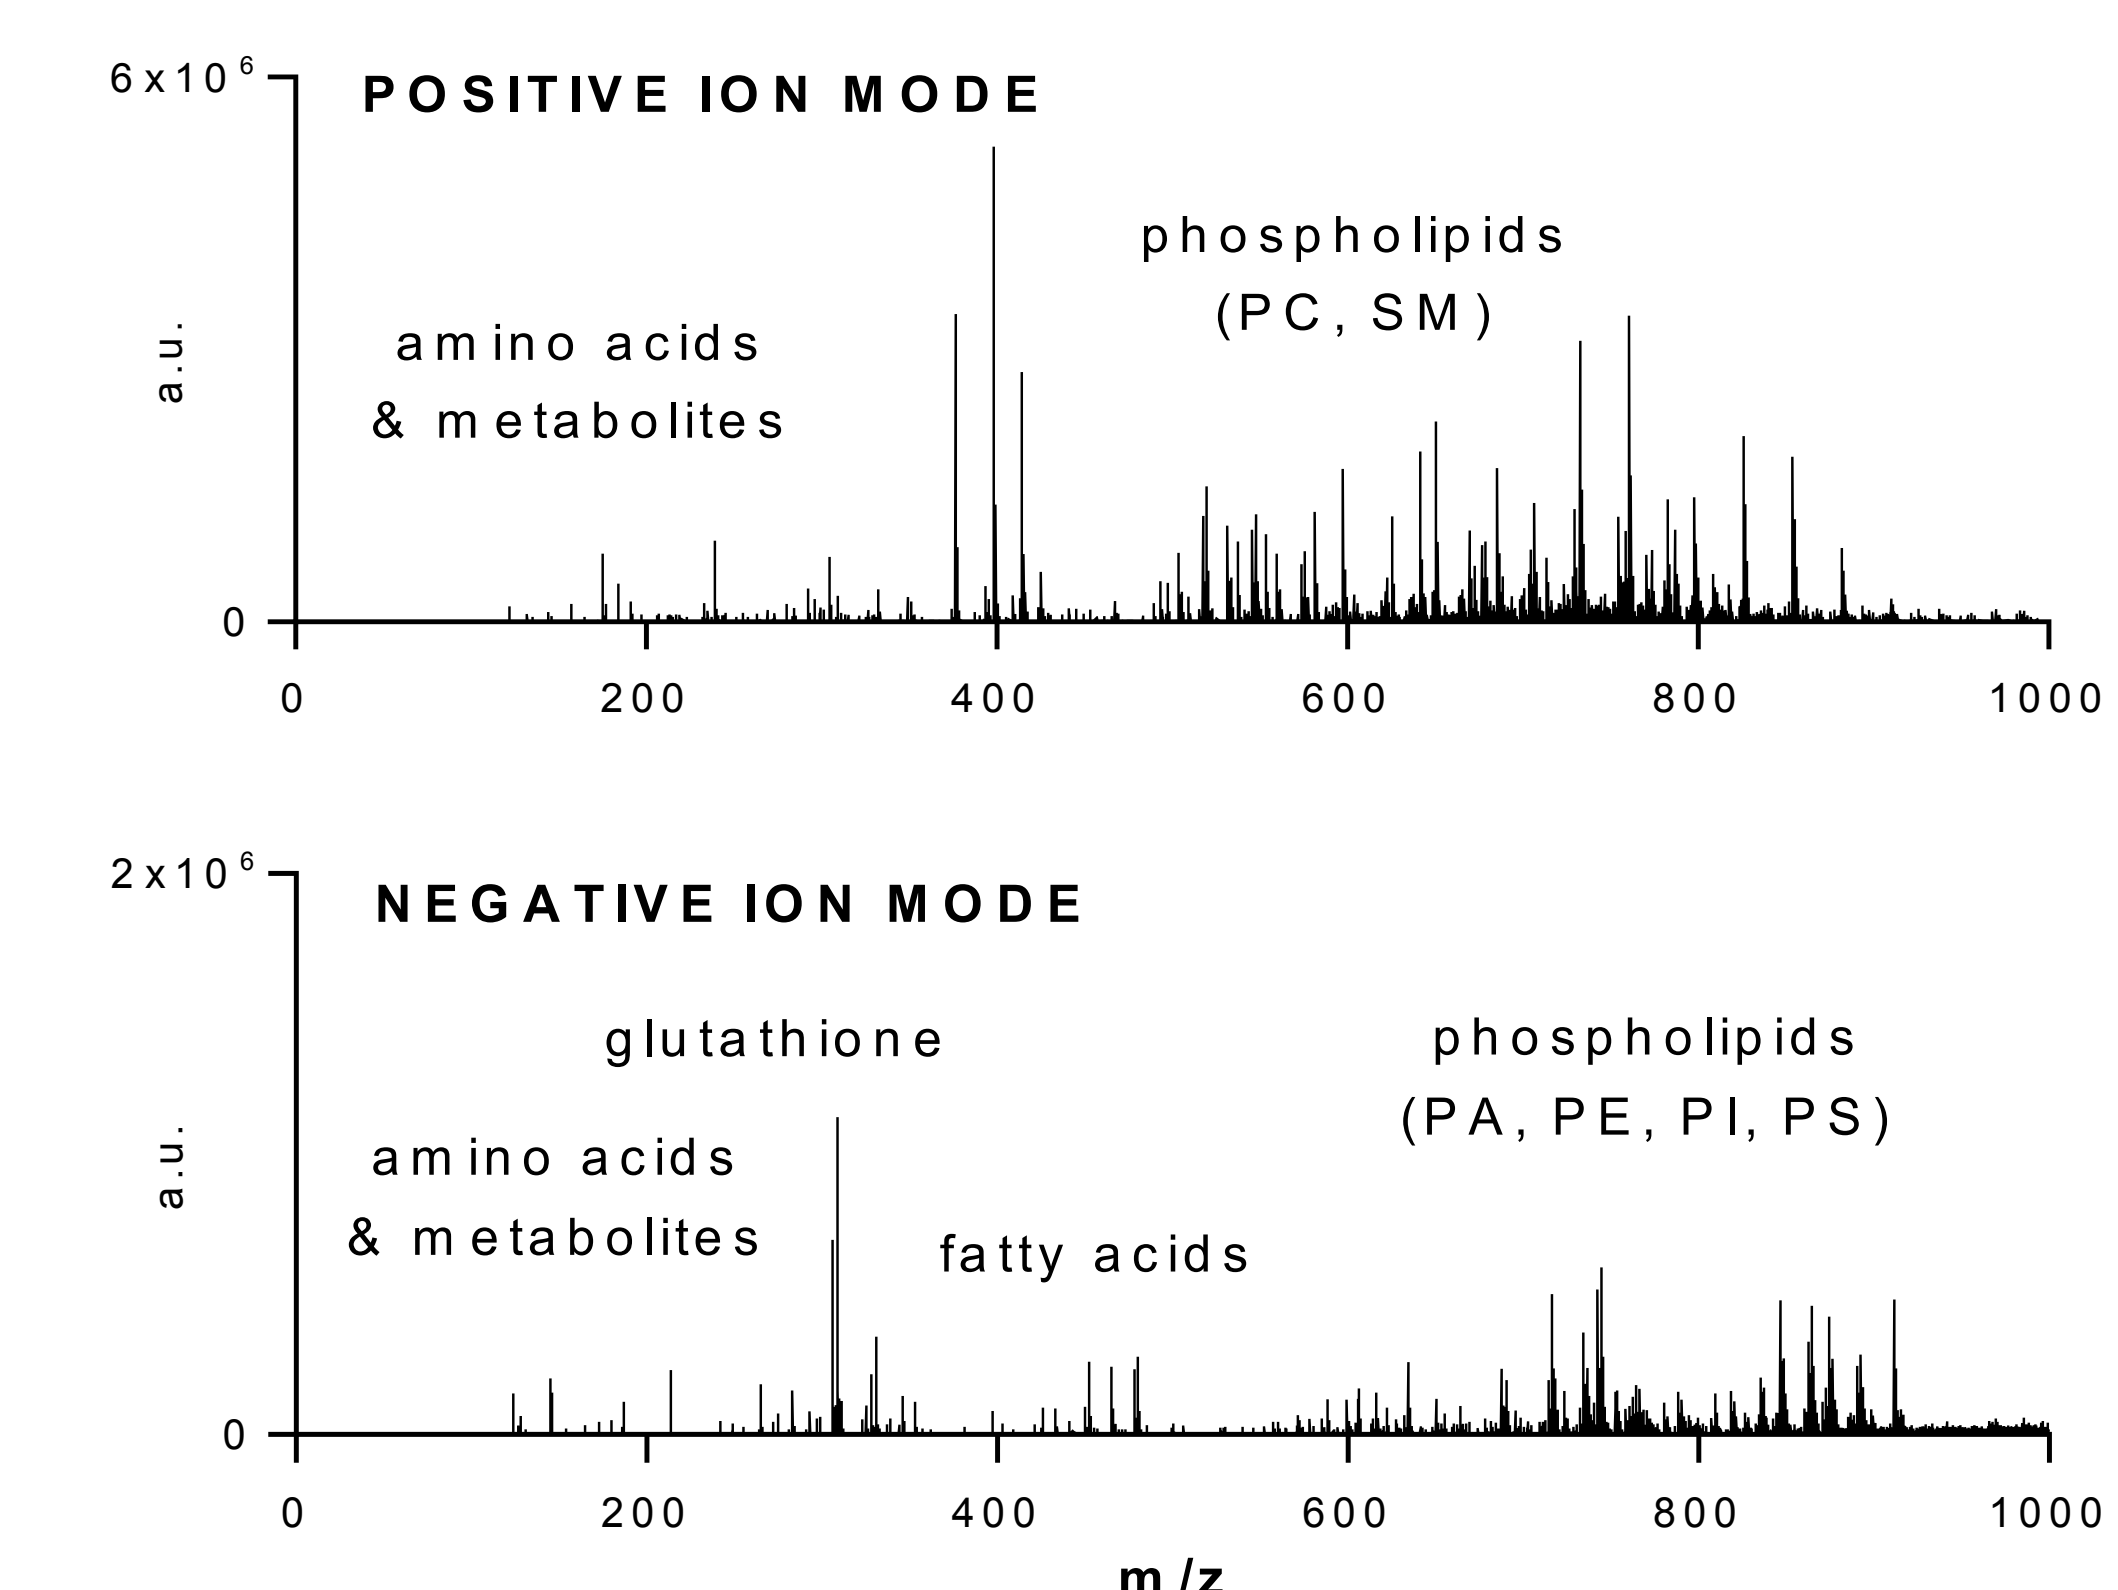 6x10⁶
POSITIVE ION MODE
phospholipids
(PC, SM)
amino acids
& metabolites
a.u.
0
0 200 400 600 800 1000
2x10⁶
NEGATIVE ION MODE
glutathione
phospholipids
(PA, PE, PI, PS)
amino acids
& metabolites
fatty acids
a.u.
0
0 200 400 600 800 1000
m/z